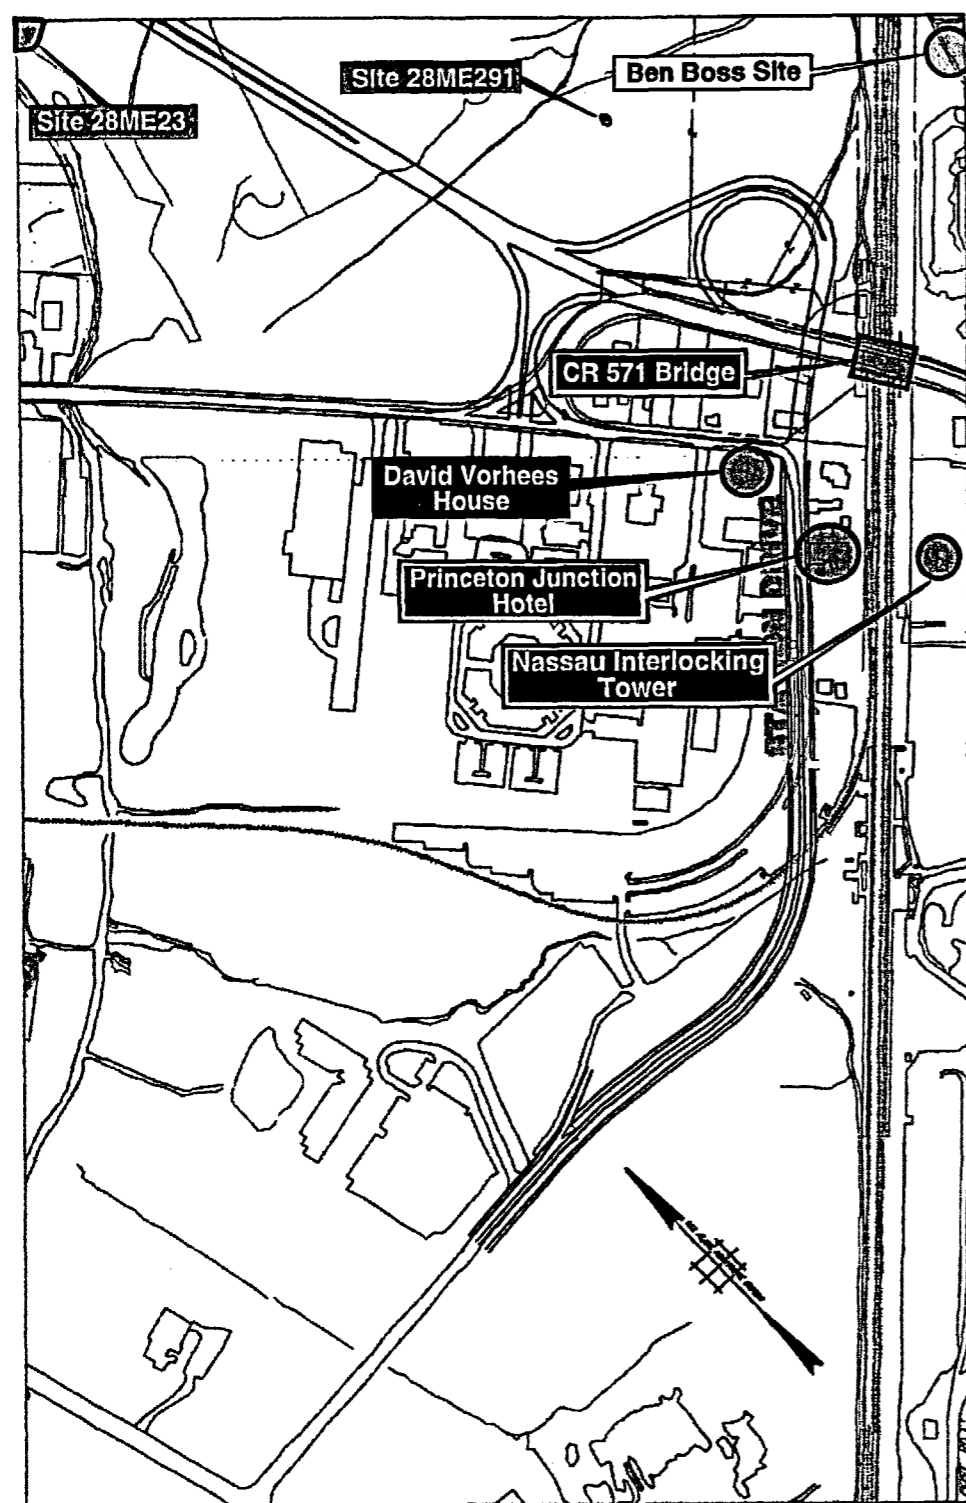 Site 28ME291
Ben Boss Site
Site 28ME23
CR 571 Bridge
David Vorhees
House
Princeton Junction
Hotel
Nassau Interlocking
Tower